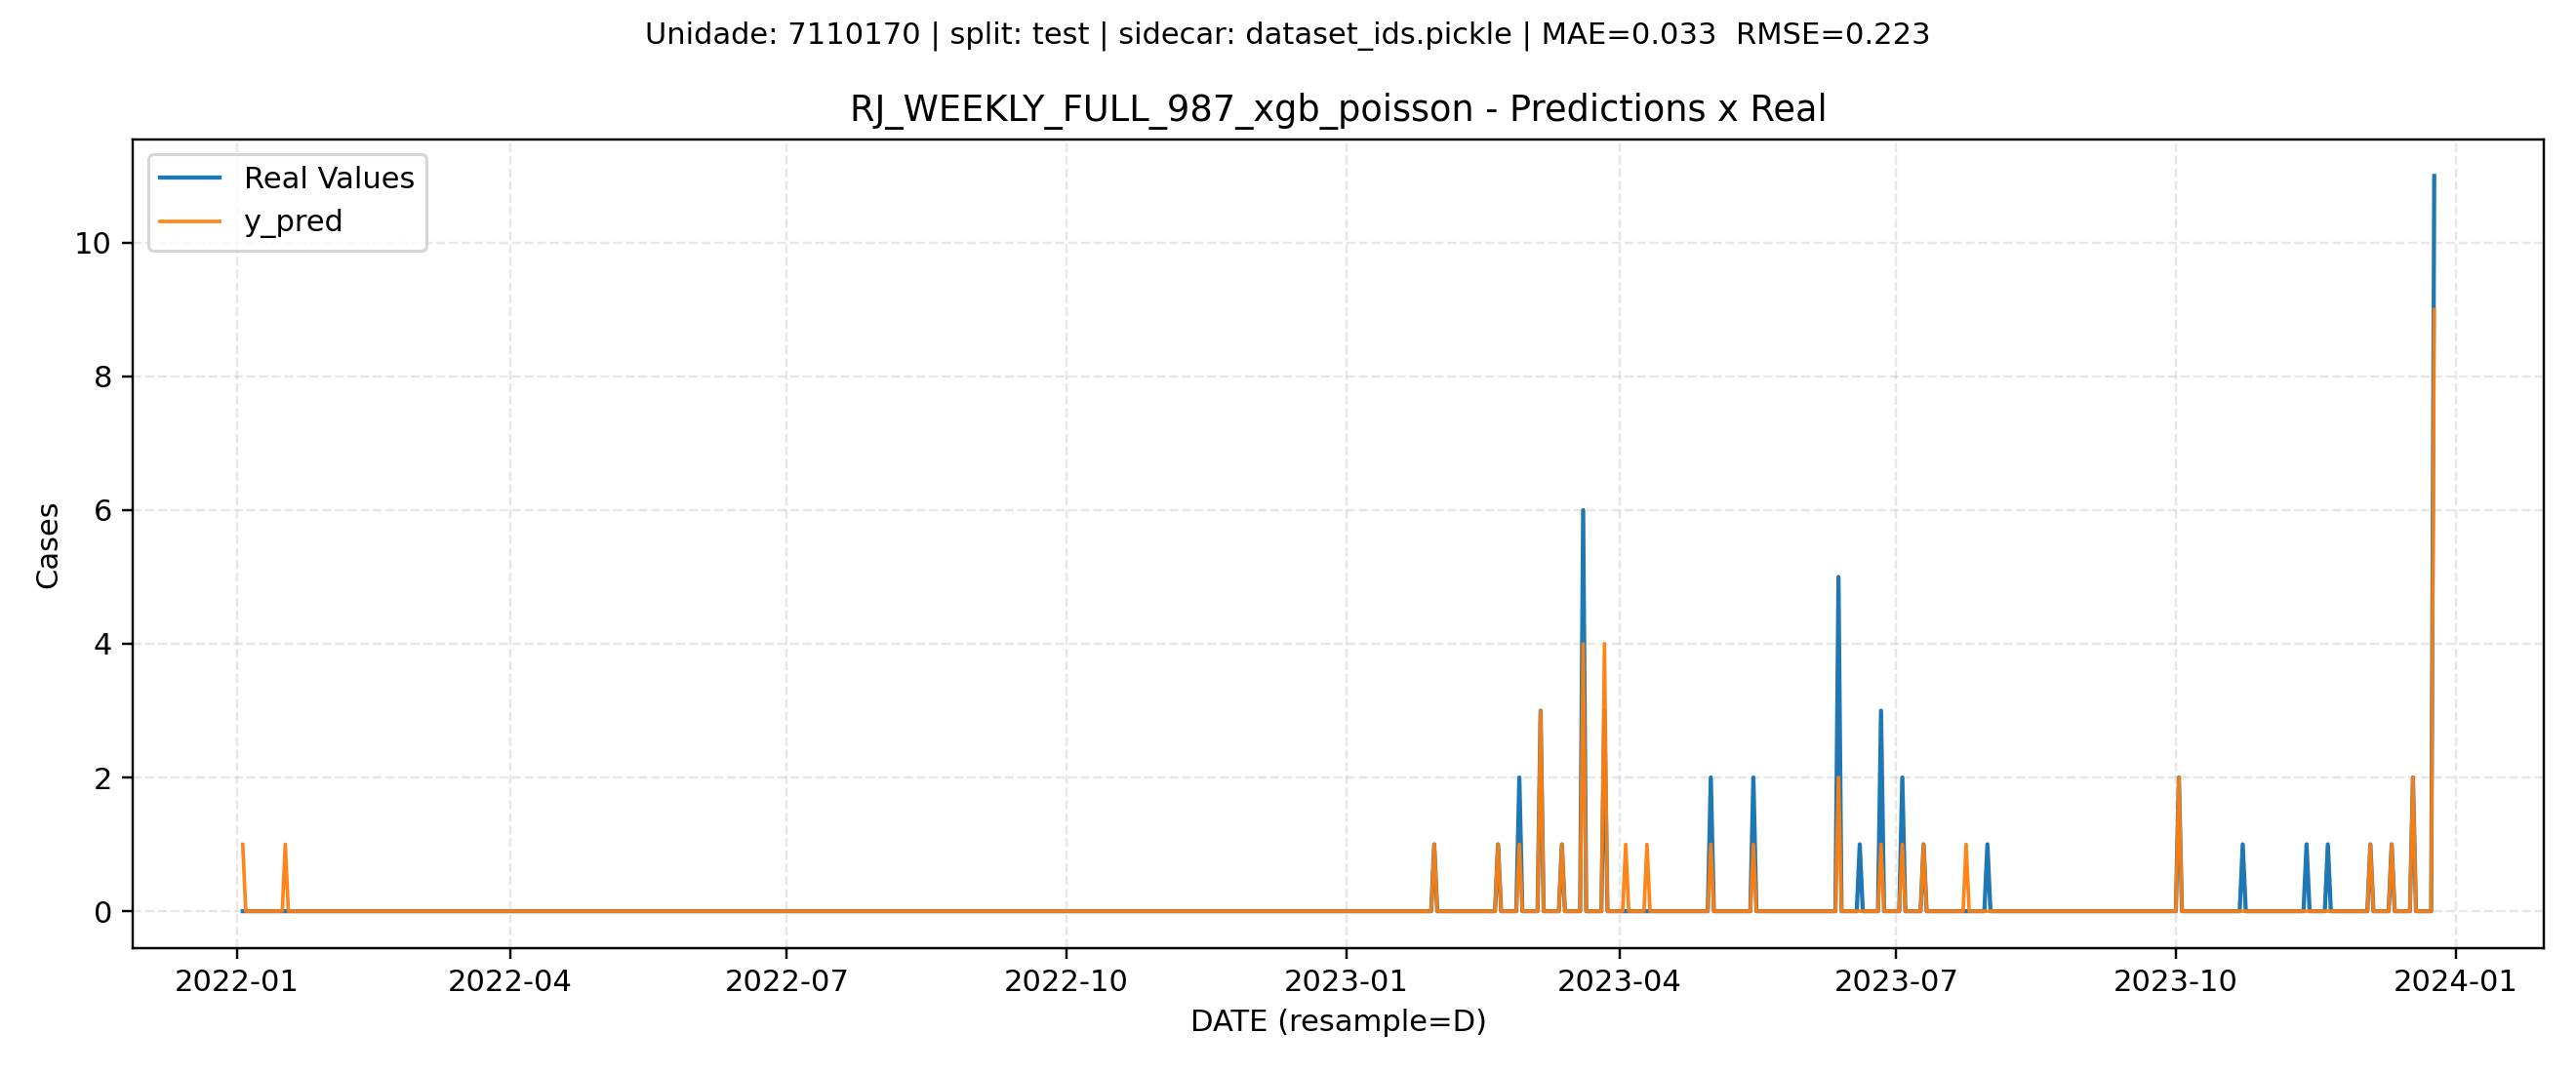 Unidade: 7110170 | split: test | sidecar: dataset_ids.pickle | MAE=0.033  RMSE=0.223
RJ_WEEKLY_FULL_987_xgb_poisson - Predictions x Real
Real Values
y_pred
10
8
6
4
2
0
Cases
2022-01
2022-04
2022-07
2022-10
2023-01
2023-04
2023-07
2023-10
2024-01
DATE (resample=D)